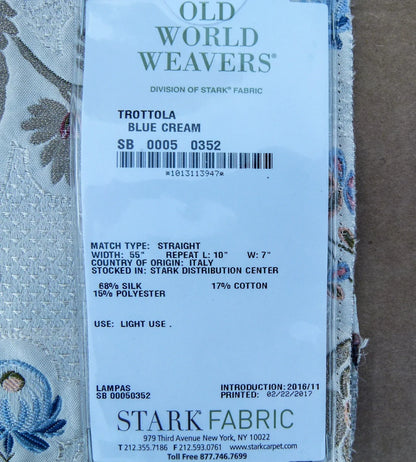 OLD
WORLD
WEAVERS®
DIVISION OF STARK® FABRIC
TROTTOLA
BLUE CREAM
SB 0005 0352
*1013113947*
MATCH TYPE: STRAIGHT
WIDTH: 55" REPEAT L: 10" W: 7"
COUNTRY OF ORIGIN: ITALY
STOCKED IN: STARK DISTRIBUTION CENTER
68% SILK 17% COTTON
15% POLYESTER
USE: LIGHT USE .
LAMPAS INTRODUCTION: 2016/11
SB 00050352 PRINTED: 02/22/2017
STARK FABRIC
979 Third Avenue New York, NY 10022
T 212.355.7186 F 212.593.0761 www.starkcarpet.com
Toll Free 877.746.7699